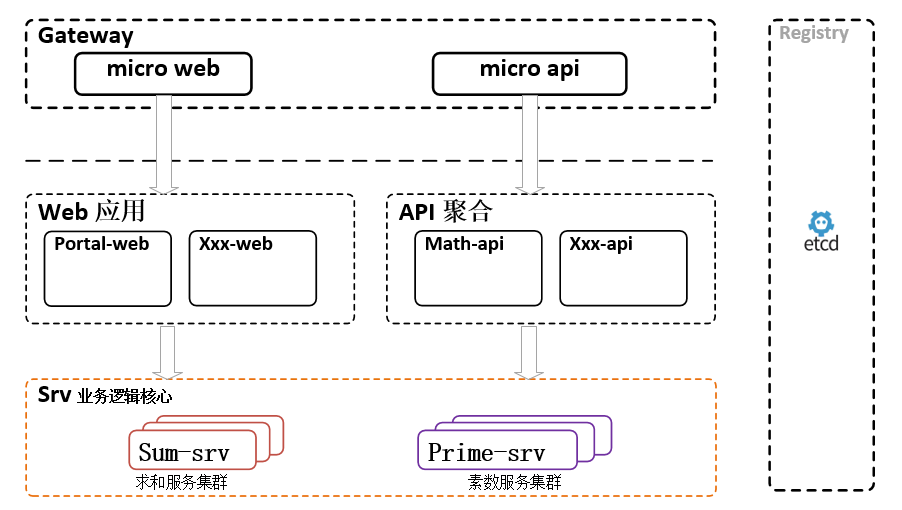 Gateway
micro web
micro api
Registry
Web 应用
Portal-web
Xxx-web
API 聚合
Math-api
Xxx-api
etcd
Srv 业务逻辑核心
Sum-srv
求和服务集群
Prime-srv
素数服务集群